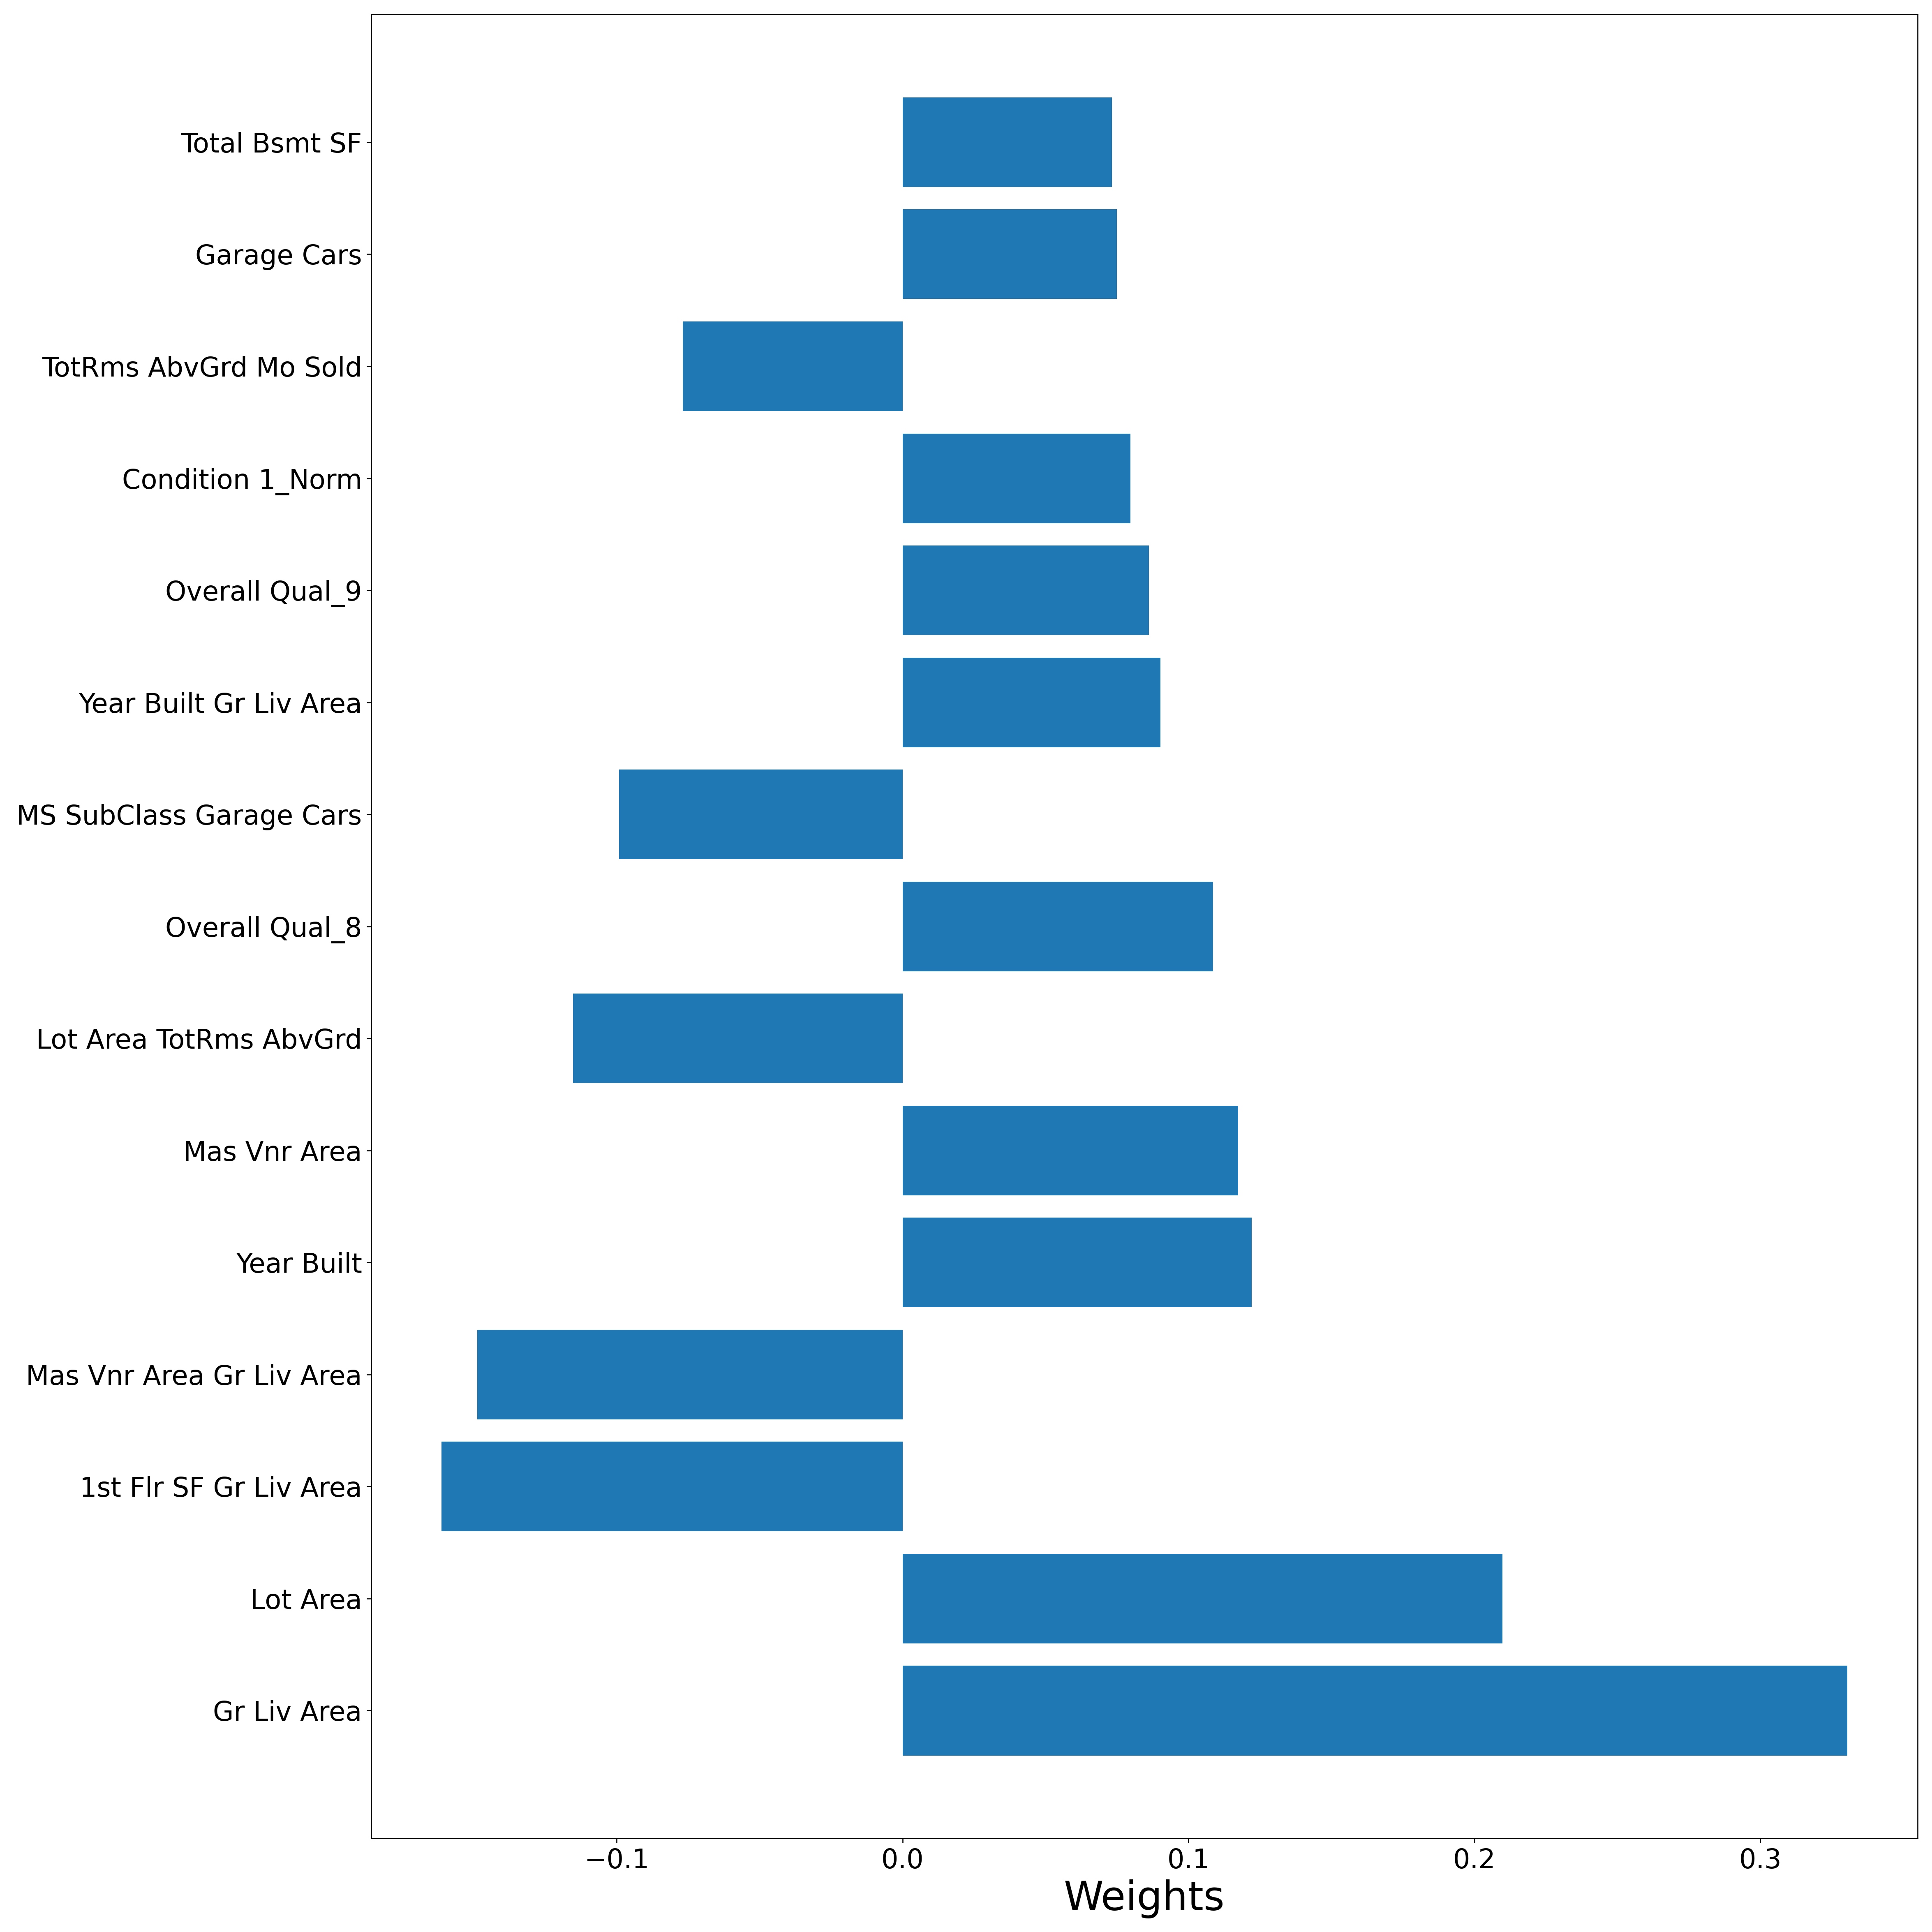 Total Bsmt SF
Garage Cars
TotRms AbvGrd Mo Sold
Condition 1_Norm
Overall Qual_9
Year Built Gr Liv Area
MS SubClass Garage Cars
Overall Qual_8
Lot Area TotRms AbvGrd
Mas Vnr Area
Year Built
Mas Vnr Area Gr Liv Area
1st Flr SF Gr Liv Area
Lot Area
Gr Liv Area
−0.1 0.0 0.1 0.2 0.3
Weights